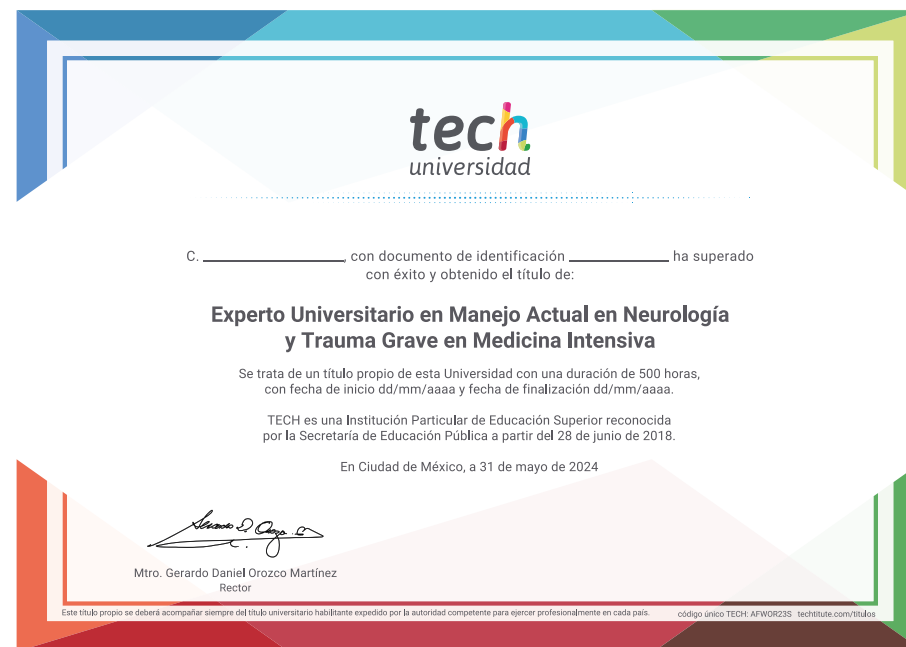 tech
universidad
C. ____________________, con documento de identificación ______________ ha superado
con éxito y obtenido el título de:
Experto Universitario en Manejo Actual en Neurología
y Trauma Grave en Medicina Intensiva
Se trata de un título propio de esta Universidad con una duración de 500 horas,
con fecha de inicio dd/mm/aaaa y fecha de finalización dd/mm/aaaa.
TECH es una Institución Particular de Educación Superior reconocida
por la Secretaría de Educación Pública a partir del 28 de junio de 2018.
En Ciudad de México, a 31 de mayo de 2024
Mtro. Gerardo Daniel Orozco Martínez
Rector
Este título propio se deberá acompañar siempre del título universitario habilitante expedido por la autoridad competente para ejercer profesionalmente en cada país. código único TECH: AFWOR23S techtitute.com/titulos